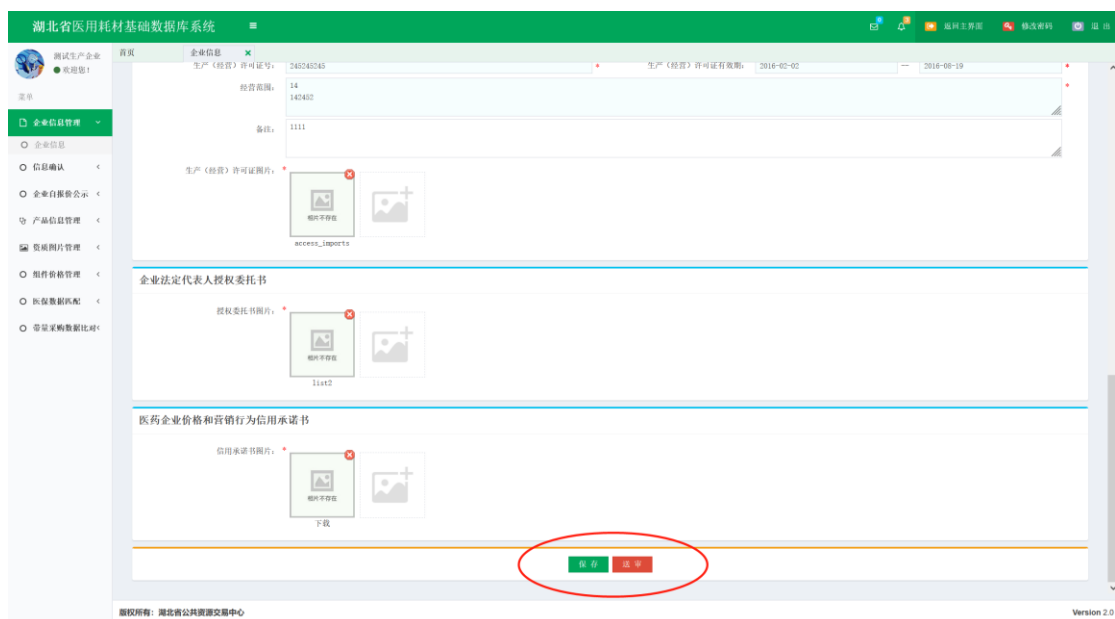 湖北省医用耗材基础数据库系统 返回主界面 修改密码 退出
测试生产企业 首页 企业信息
欢迎您！
生产（经营）许可证号： 245245245 * 生产（经营）许可证有效期： 2016-02-02 — 2016-08-19 *
菜单
经营范围： 14 *
142452
企业信息管理
备注： 1111
企业信息
信息确认
生产（经营）许可证图片： *
企业自报价公示
产品信息管理
相片不存在
资质图片管理
access_imports
组件价格管理
企业法定代表人授权委托书
医保数据匹配
授权委托书图片： *
带量采购数据比对
相片不存在
list2
医药企业价格和营销行为信用承诺书
信用承诺书图片： *
相片不存在
下载
保存 送审
版权所有：湖北省公共资源交易中心 Version 2.0